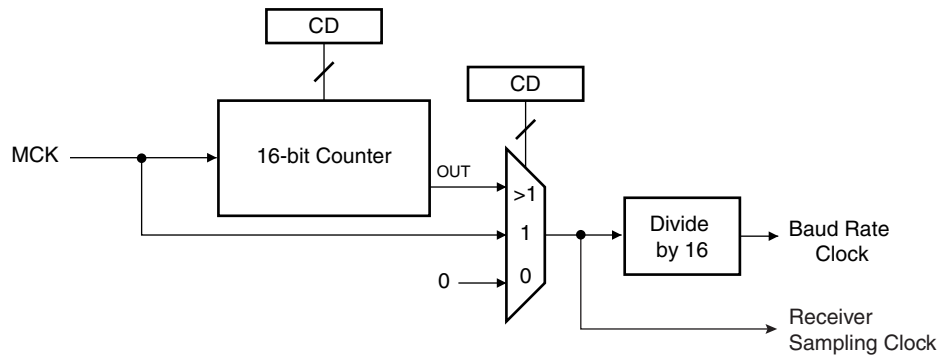 CD
CD
MCK
16-bit Counter
OUT
>1
1
0
0
Divide
by 16
Baud Rate
Clock
Receiver
Sampling Clock